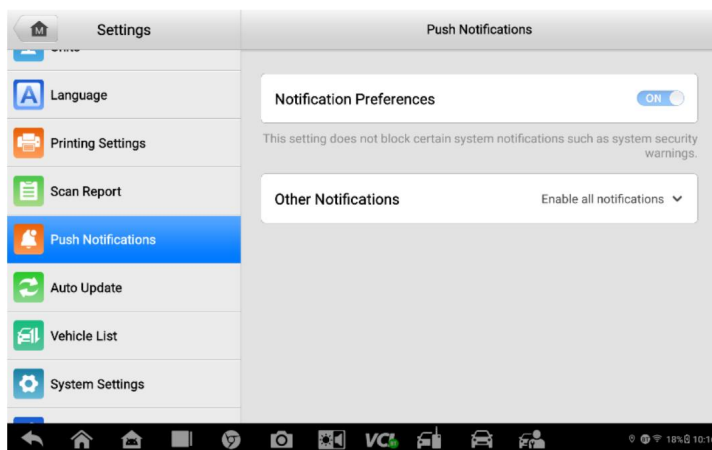 M
Settings
Push Notifications
Language
Printing Settings
Scan Report
Push Notifications
Auto Update
Vehicle List
System Settings
Notification Preferences
ON
This setting does not block certain system notifications such as system security
warnings.
Other Notifications
Enable all notifications
VCI
18%